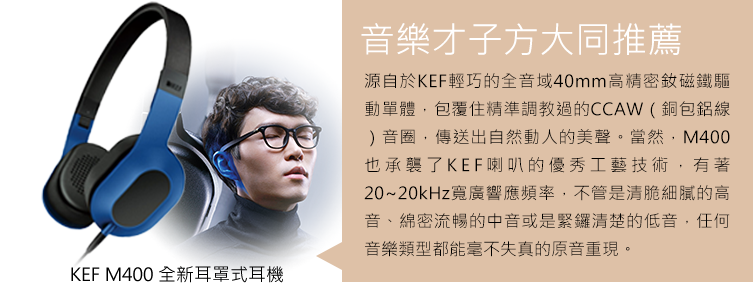 音樂才子方大同推薦
源自於KEF輕巧的全音域40mm高精密釹磁鐵驅
動單體，包覆住精準調教過的CCAW（銅包鋁線
）音圈，傳送出自然動人的美聲。當然，M400
也承襲了KEF喇叭的優秀工藝技術，有著
20~20kHz寬廣響應頻率，不管是清脆細膩的高
音、綿密流暢的中音或是緊鑼清楚的低音，任何
音樂類型都能毫不失真的原音重現。
KEF M400 全新耳罩式耳機